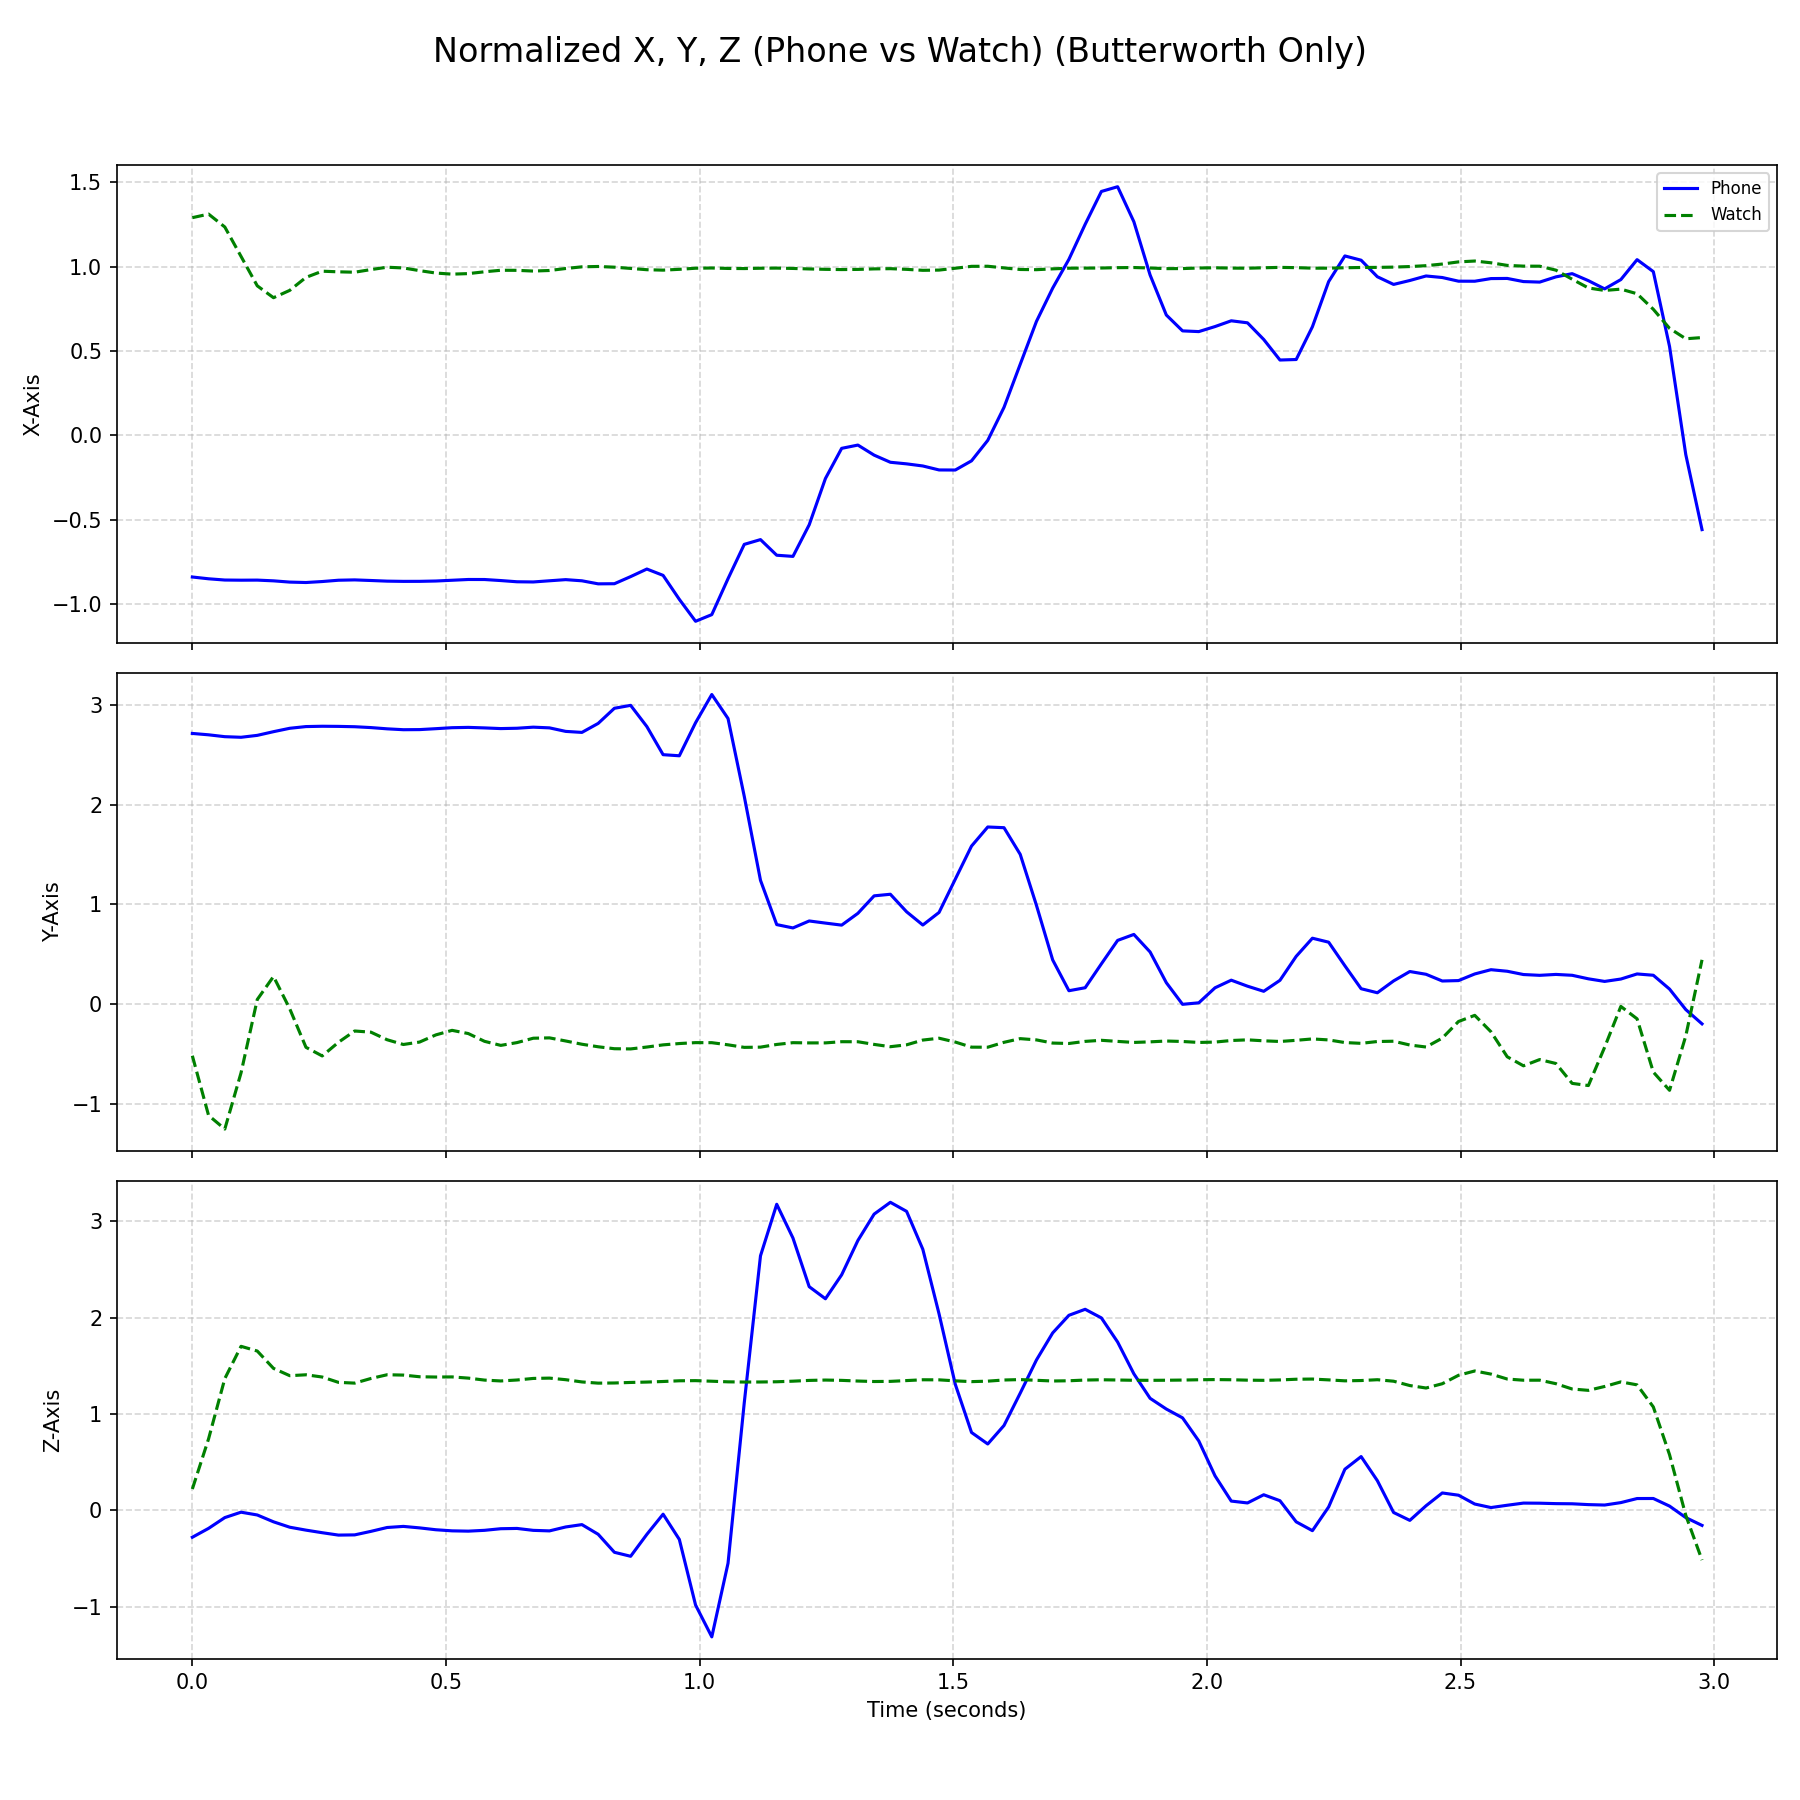 Normalized X, Y, Z (Phone vs Watch) (Butterworth Only)
1.5
1.0
0.5
0.0
−0.5
−1.0
X-Axis
Phone
Watch
3
2
1
0
−1
Y-Axis
3
2
1
0
−1
Z-Axis
0.0 0.5 1.0 1.5 2.0 2.5 3.0
Time (seconds)